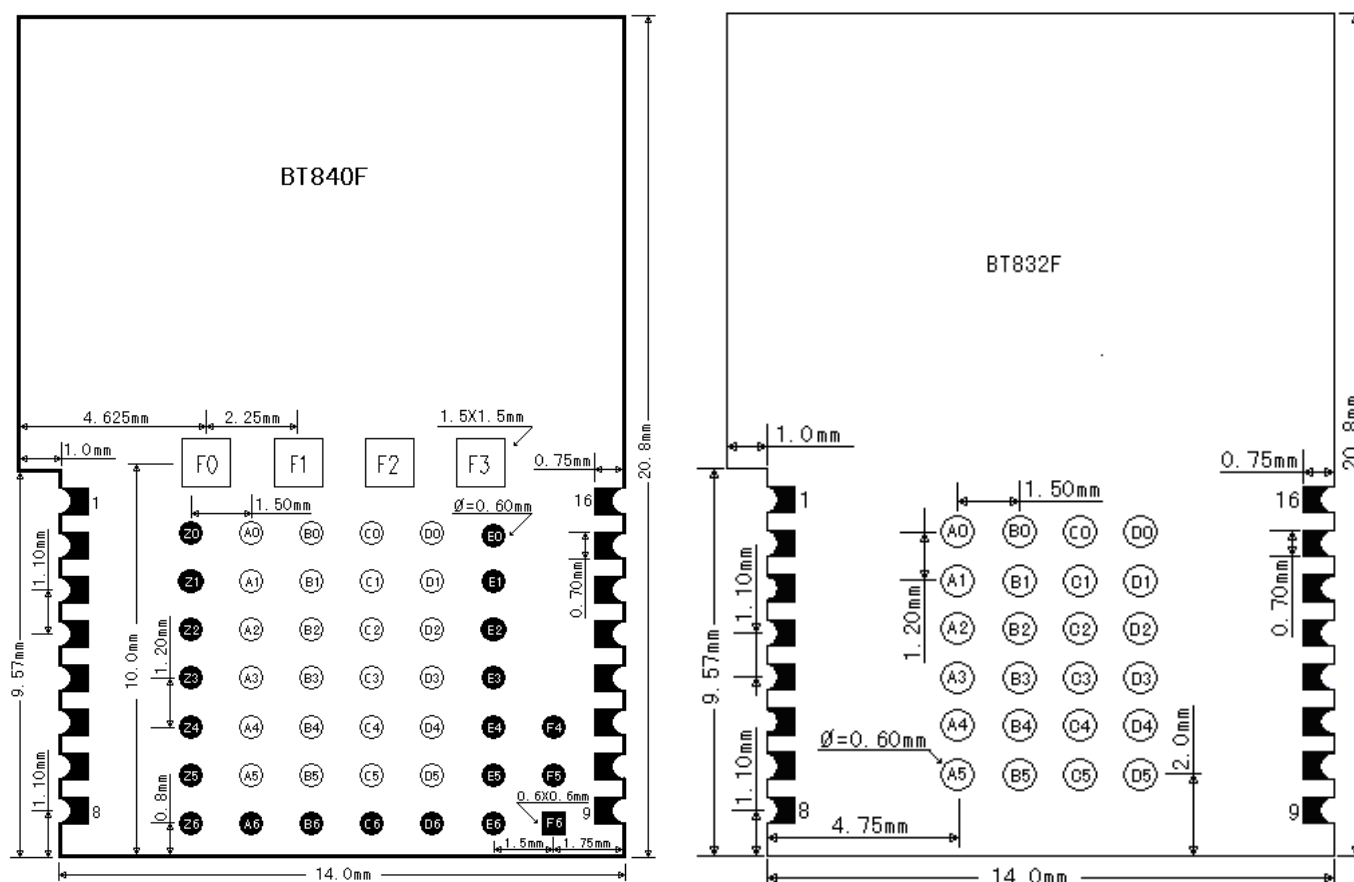 BT840F
4.625mm
2.25mm
1.5X1.5mm
1.0mm
F0 F1 F2 F3
0.75mm
20.8mm
1 16
1.50mm
Ø=0.60mm
Z0 A0 B0 C0 D0 E0
1.10mm
Z1 A1 B1 C1 D1 E1
0.70mm
Z2 A2 B2 C2 D2 E2
10.0mm
1.20mm
9.57mm
Z3 A3 B3 C3 D3 E3
Z4 A4 B4 C4 D4 E4 F4
1.10mm
Z5 A5 B5 C5 D5 E5 F5
0.8mm
0.6X0.6mm
8 9
Z6 A6 B6 C6 D6 E6 F6
1.5mm 1.75mm
14.0mm
BT832F
1.0mm
20.8mm
0.75mm
1 16
1.50mm
A0 B0 C0 D0
A1 B1 C1 D1
1.10mm
1.20mm
0.70mm
A2 B2 C2 D2
9.57mm
A3 B3 C3 D3
A4 B4 C4 D4
Ø=0.60mm
2.0mm
1.10mm
A5 B5 C5 D5
8 9
4.75mm
14.0mm